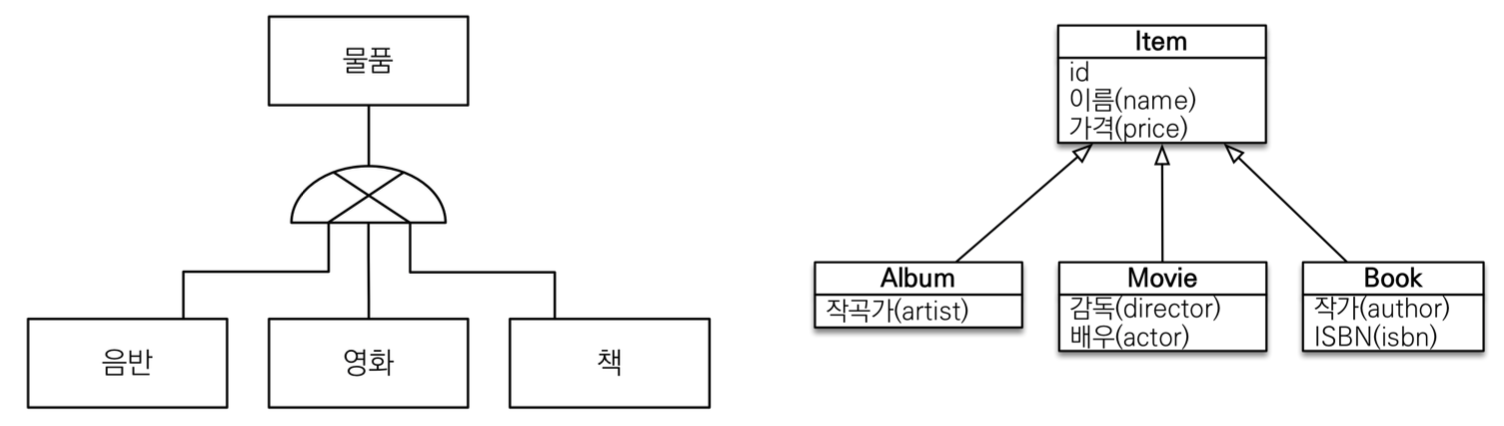 물품
음반
영화
책
Item
id
이름(name)
가격(price)
Album
작곡가(artist)
Movie
감독(director)
배우(actor)
Book
작가(author)
ISBN(isbn)